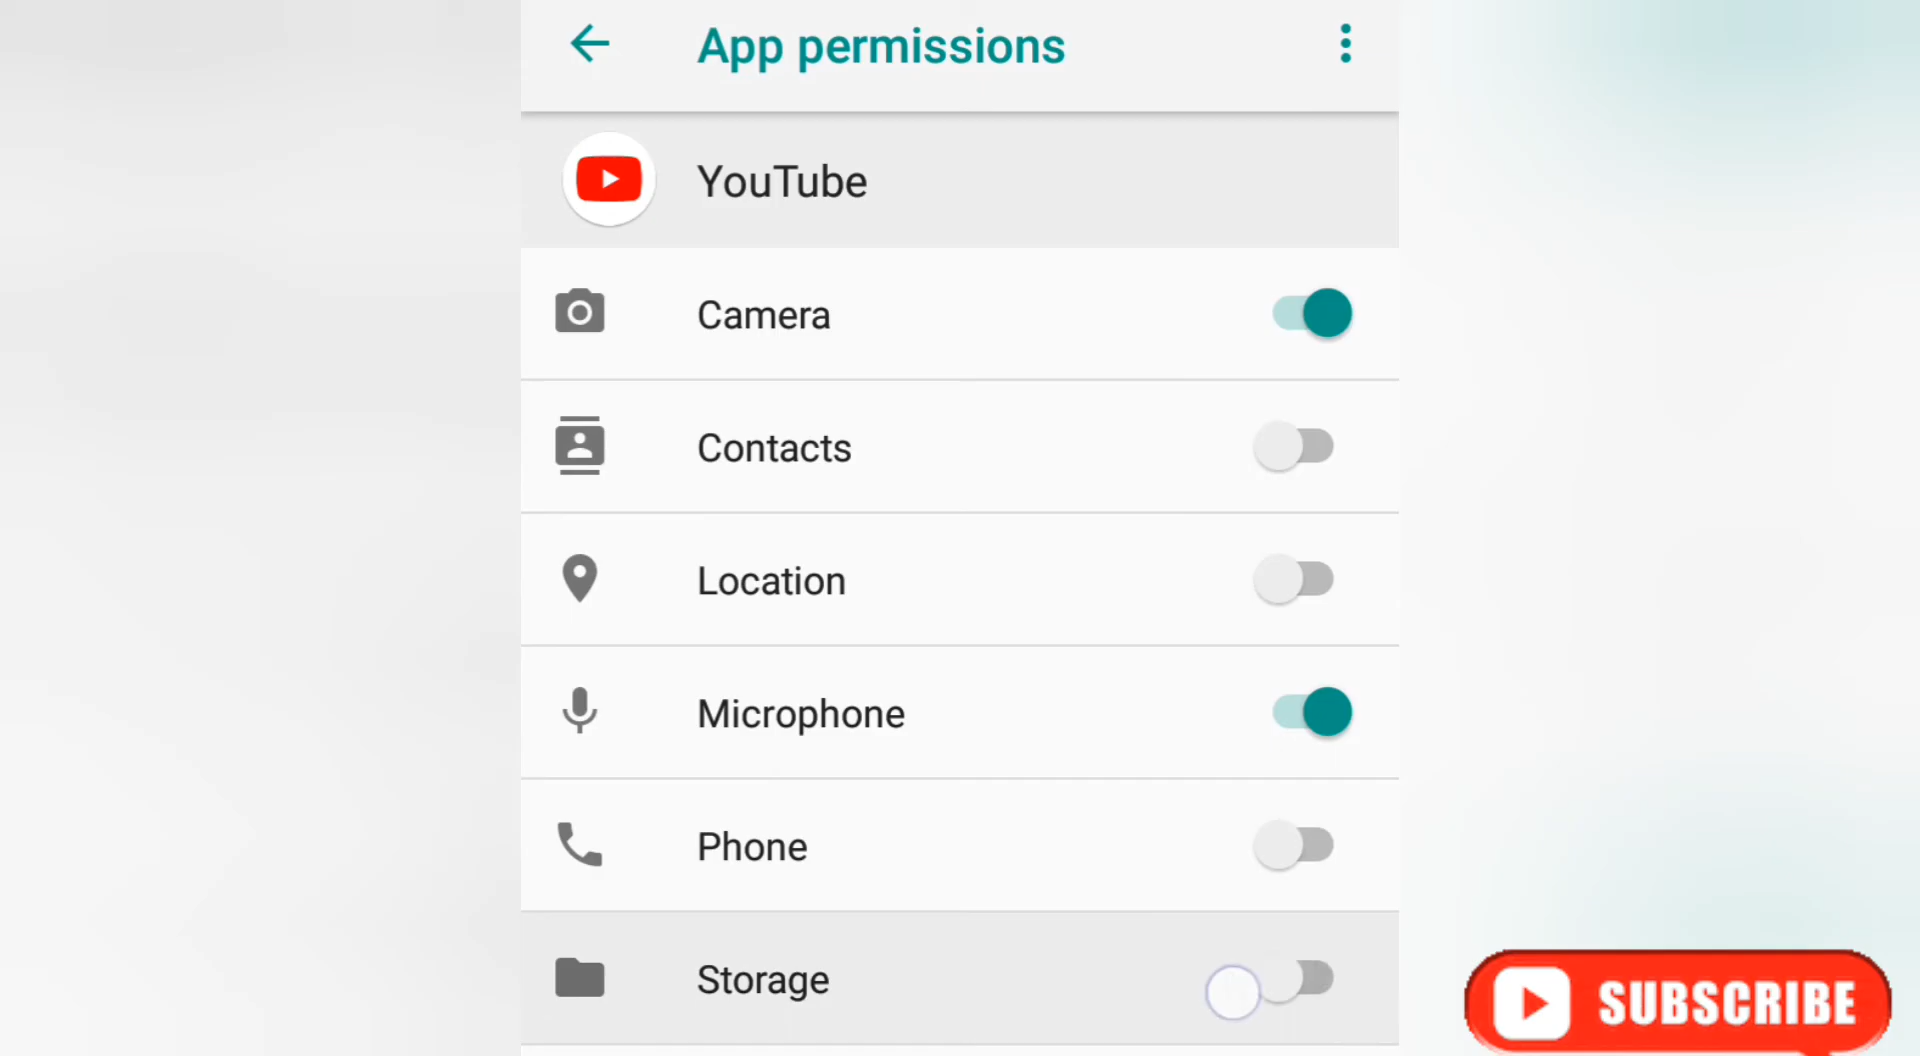 App permissions
YouTube
Camera
Contacts
Location
Microphone
Phone
Storage
SUBSCRIBE